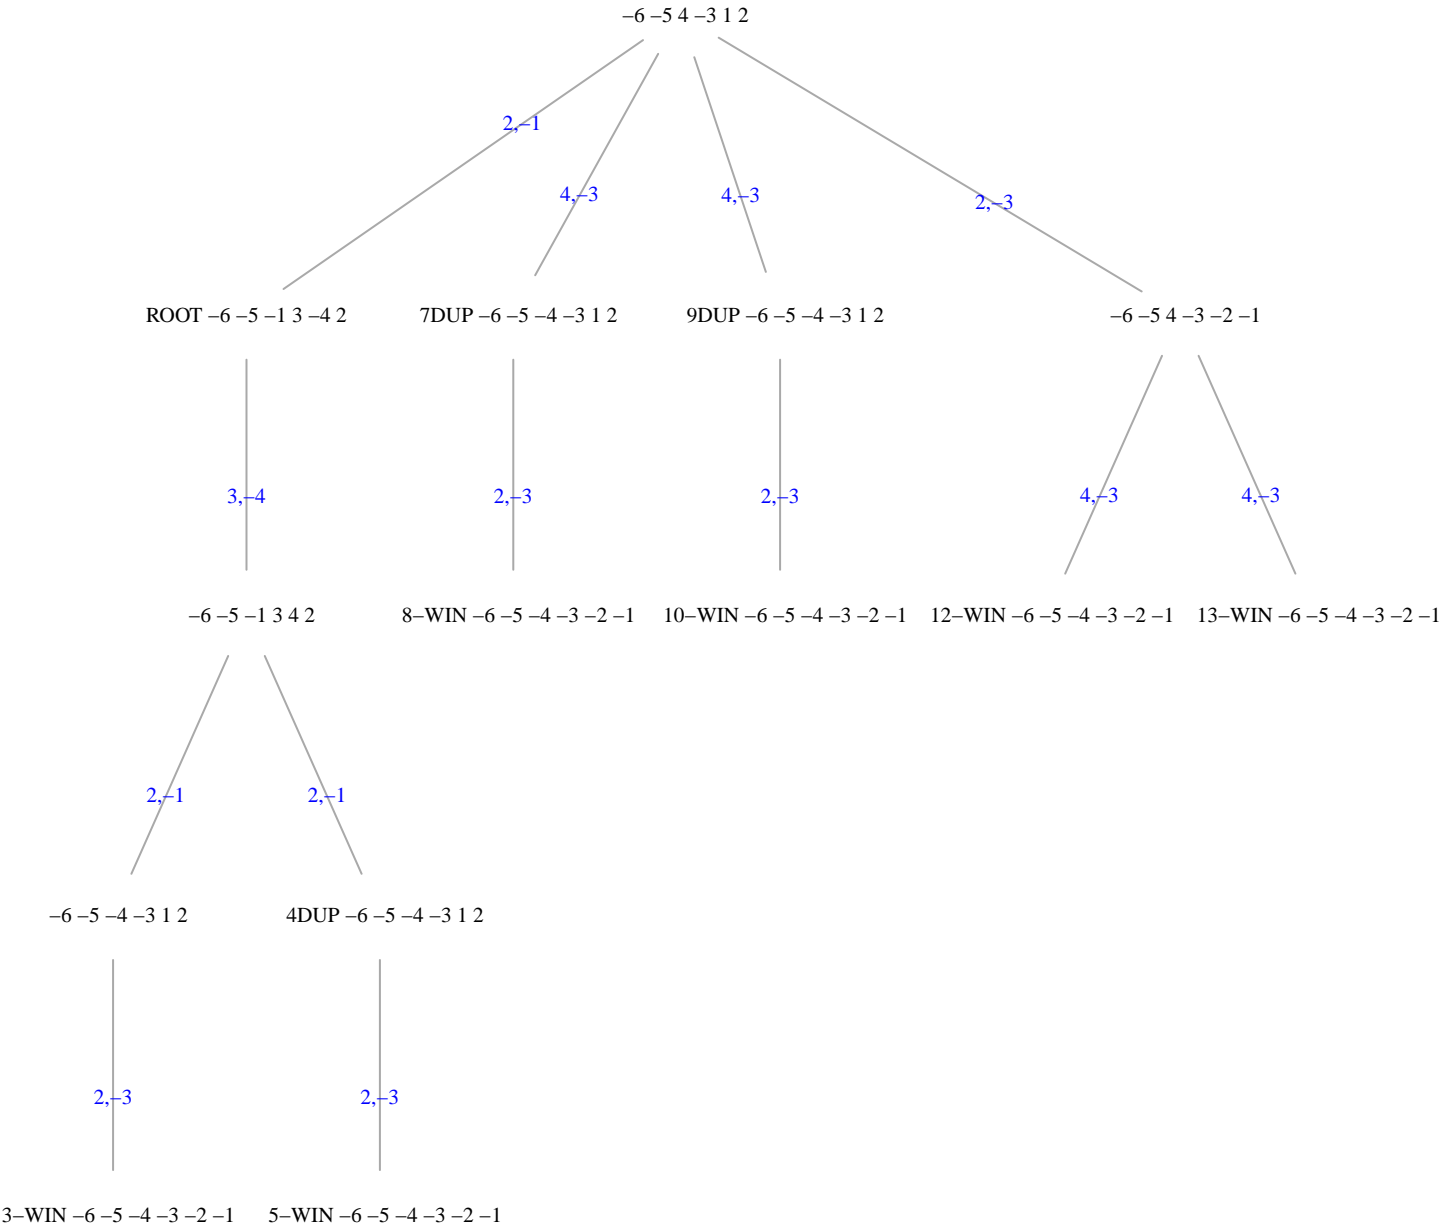 −6 −5 4 −3 1 2
2,−1
4,−3
4,−3
2,−3
ROOT −6 −5 −1 3 −4 2
7DUP −6 −5 −4 −3 1 2
9DUP −6 −5 −4 −3 1 2
−6 −5 4 −3 −2 −1
3,−4
2,−3
2,−3
4,−3
4,−3
−6 −5 −1 3 4 2
8−WIN −6 −5 −4 −3 −2 −1
10−WIN −6 −5 −4 −3 −2 −1
12−WIN −6 −5 −4 −3 −2 −1
13−WIN −6 −5 −4 −3 −2 −1
2,−1
2,−1
−6 −5 −4 −3 1 2
4DUP −6 −5 −4 −3 1 2
2,−3
2,−3
3−WIN −6 −5 −4 −3 −2 −1
5−WIN −6 −5 −4 −3 −2 −1